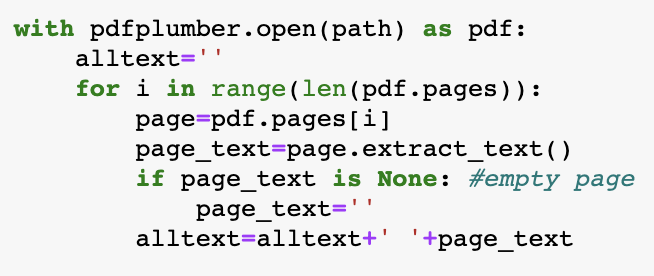 with pdfplumber.open(path) as pdf:
    alltext=''
    for i in range(len(pdf.pages)):
        page=pdf.pages[i]
        page_text=page.extract_text()
        if page_text is None: #empty page
            page_text=''
        alltext=alltext+' '+page_text